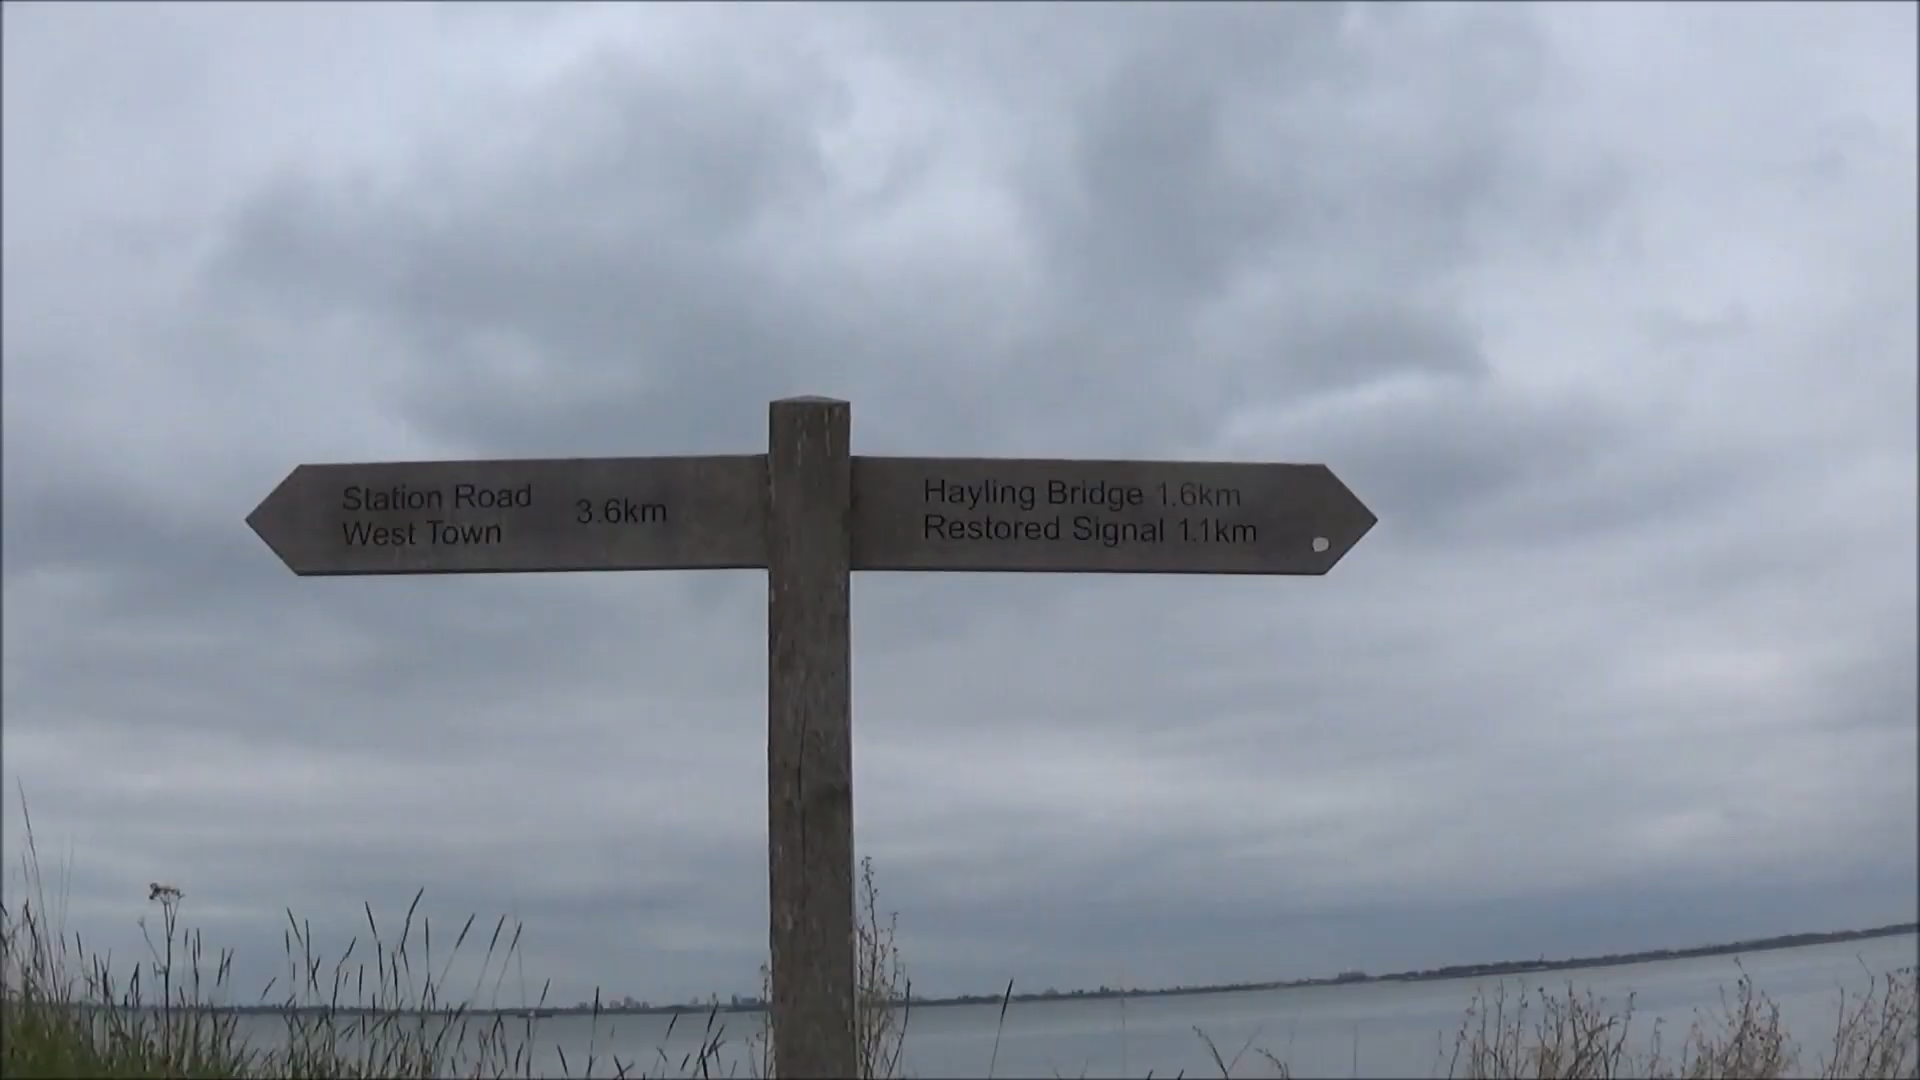 Station Road
West Town
3.6km
Hayling Bridge 1.6km
Restored Signal 1.1km